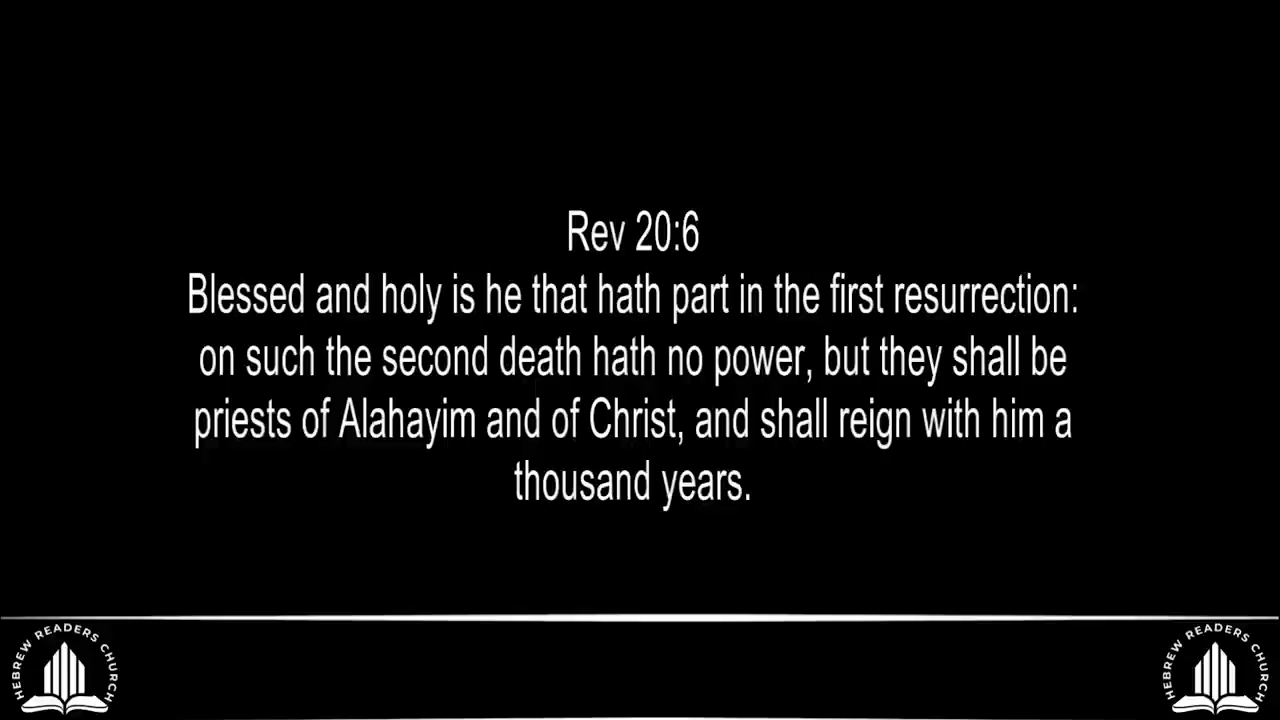 Rev 20:6
Blessed and holy is he that hath part in the first resurrection:
on such the second death hath no power, but they shall be
priests of Alahayim and of Christ, and shall reign with him a
thousand years.
HEBREW READERS CHURCH
HEBREW READERS CHURCH